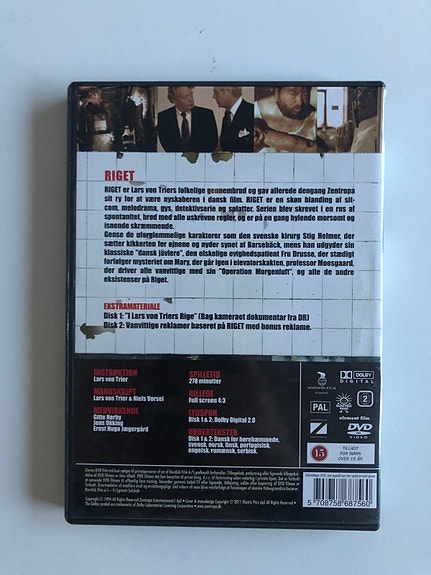 RIGET
RIGET er Lars von Triers folkelige gennembrud og gav allerede dengang Zentropa
sit ry for at være nyskaberen i dansk film. RIGET er en skøn blanding af sit-
com, melodrama, gys, detektivserie og splatter. Serien blev skrevet i en rus af
spontanitet, brød med alle uskrevne regler og er på en gang hylende morsomt og
isnende skræmmende.
Gense de uforglemmelige karakterer som den svenske kirurg Stig Helmer, der
sætter kikkerten for øjnene og nyder synet af Barsebäck, mens han udgyder sin
klassiske "dansk jävlere", den elskelige evighedspatient Fru Drusse, der stædigt
forfølger mysteriet om Mary, der går igen i elevatorskakten, professor Moesgaard,
der driver alle vanvittige med sin "Operation Morgenluft", og alle de andre
eksistenser på Riget.
EKSTRAMATERIALE
Disk 1: "I Lars von Triers Rige" (Bag kameraet dokumentar fra DR)
Disk 2: Vanvittige reklamer baseret på RIGET med bonus reklame.
INSTRUKTION
Lars von Trier
MANUSKRIPT
Lars von Trier & Niels Vørsel
MEDVIRKENDE
Gitte Nørby
Jens Okking
Ernst Hugo Jæregård
SPILLETID
278 minutter
BILLEDE
Full screen 4:3
LYDSPOR
Disk 1 & 2: Dolby Digital 2.0
UNDERTEKSTER
Disk 1 & 2: Dansk for hørehæmmede,
svensk, norsk, finsk, portugisisk,
engelsk, rumænsk, serbisk.
NORDISK FILM
DOLBY
DIGITAL
2
PAL
element film
DVD
VIDEO
15
TILLADT
FOR BØRN
OVER 15 ÅR
5 708758 687560